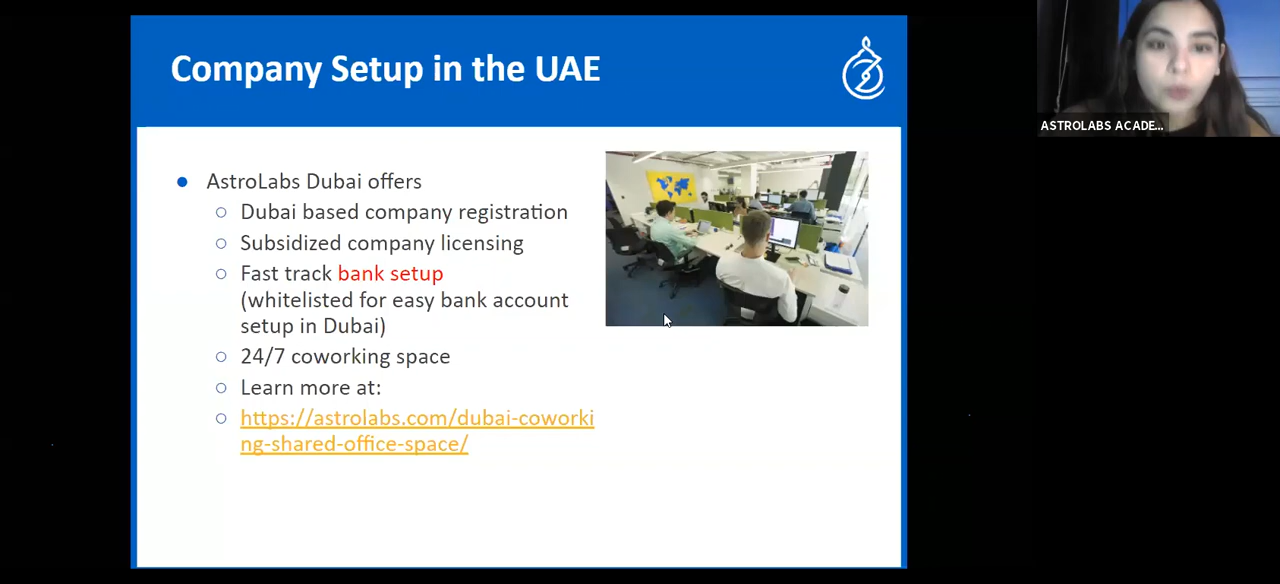 Company Setup in the UAE
ASTROLABS ACADE...
AstroLabs Dubai offers
Dubai based company registration
Subsidized company licensing
Fast track bank setup
(whitelisted for easy bank account
setup in Dubai)
24/7 coworking space
Learn more at:
https://astrolabs.com/dubai-coworki
ng-shared-office-space/